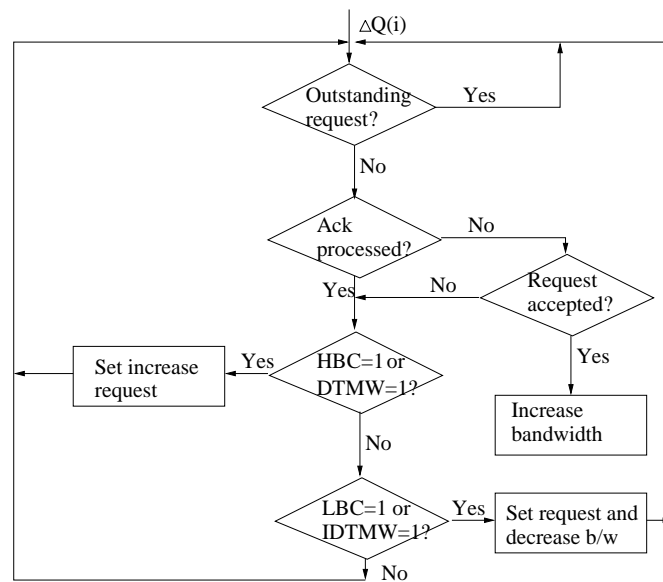 △Q(i)
Outstanding
request?
Yes
No
Ack
processed?
No
Yes
No
Request
accepted?
Yes
Set increase
request
Yes
HBC=1 or
DTMW=1?
Increase
bandwidth
No
LBC=1 or
IDTMW=1?
Yes
Set request and
decrease b/w
No